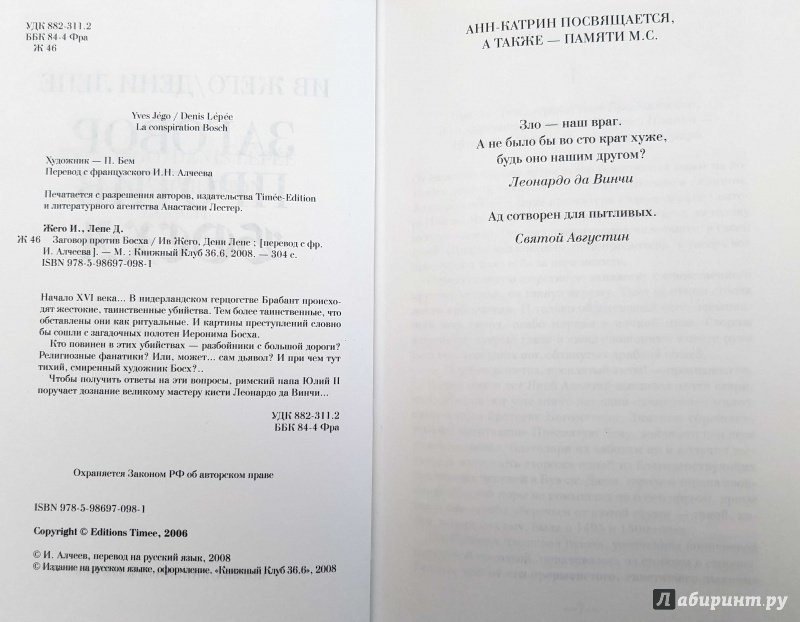 УДК 882-311.2
ББК 84-4 Фра
Ж 46
Yves Jégo / Denis Lépée
La conspiration Bosch
Художник — П. Бем
Перевод с французского И.Н. Алчеева
Печатается с разрешения авторов, издательства Timée-Edition
и литературного агентства Анастасии Лестер.
Жего И., Лепе Д.
Ж 46 Заговор против Босха / Ив Жего, Дени Лепе ; [перевод с фр.
И. Алчеева]. — М. : Книжный Клуб 36.6, 2008. — 304 с.
ISBN 978-5-98697-098-1
Начало XVI века... В нидерландском герцогстве Брабант происхо-
дят жестокие, таинственные убийства. Тем более таинственные, что
обставлены они как ритуальные. И картины преступлений словно
бы сошли с загадочных полотен Иеронима Босха.
Кто повинен в этих убийствах — разбойники с большой дороги?
Религиозные фанатики? Или, может... сам дьявол? И при чем тут
тихий, смиренный художник Босх?..
Чтобы получить ответы на эти вопросы, римский папа Юлий II
поручает дознание великому мастеру кисти Леонардо да Винчи...
УДК 882-311.2
ББК 84-4 Фра
Охраняется Законом РФ об авторском праве
ISBN 978-5-98697-098-1
Copyright © Editions Timee, 2006
© И. Алчеев, перевод на русский язык, 2008
© Издание на русском языке, оформление. «Книжный Клуб 36.6», 2008
АНН-КАТРИН ПОСВЯЩАЕТСЯ,
А ТАКЖЕ — ПАМЯТИ М.С.
Зло — наш враг.
А не было бы во сто крат хуже,
будь оно нашим другом?
Леонардо да Винчи
Ад сотворен для пытливых.
Святой Августин
Лабиринт.ру